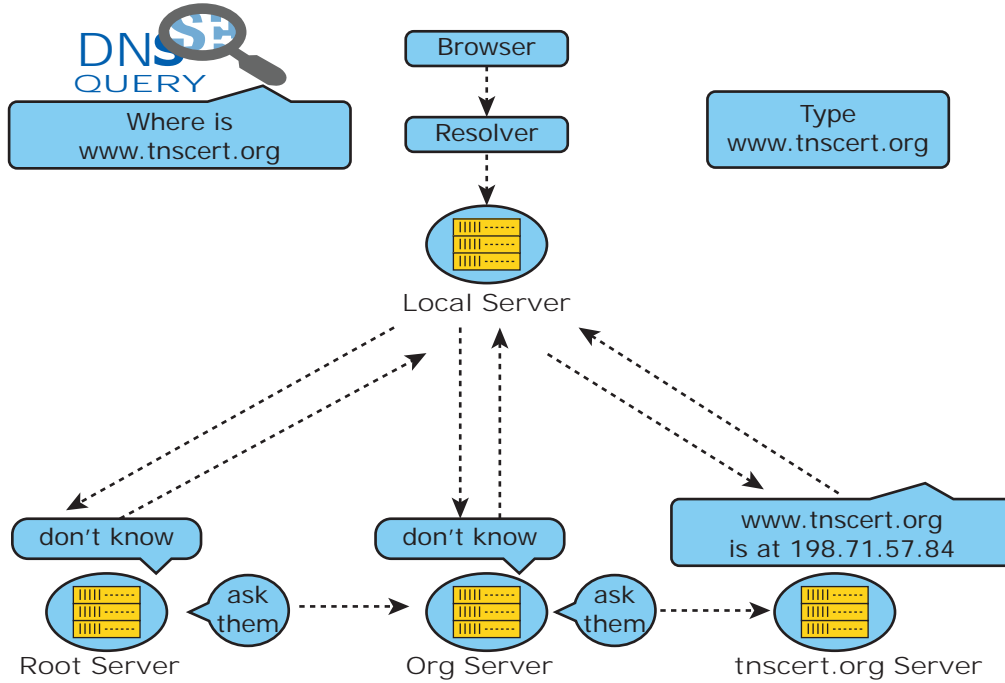 DNS
QUERY
SE
Where is
www.tnscert.org
Browser
Resolver
Type
www.tnscert.org
Local Server
don't know
don't know
www.tnscert.org
is at 198.71.57.84
ask
them
ask
them
Root Server
Org Server
tnscert.org Server